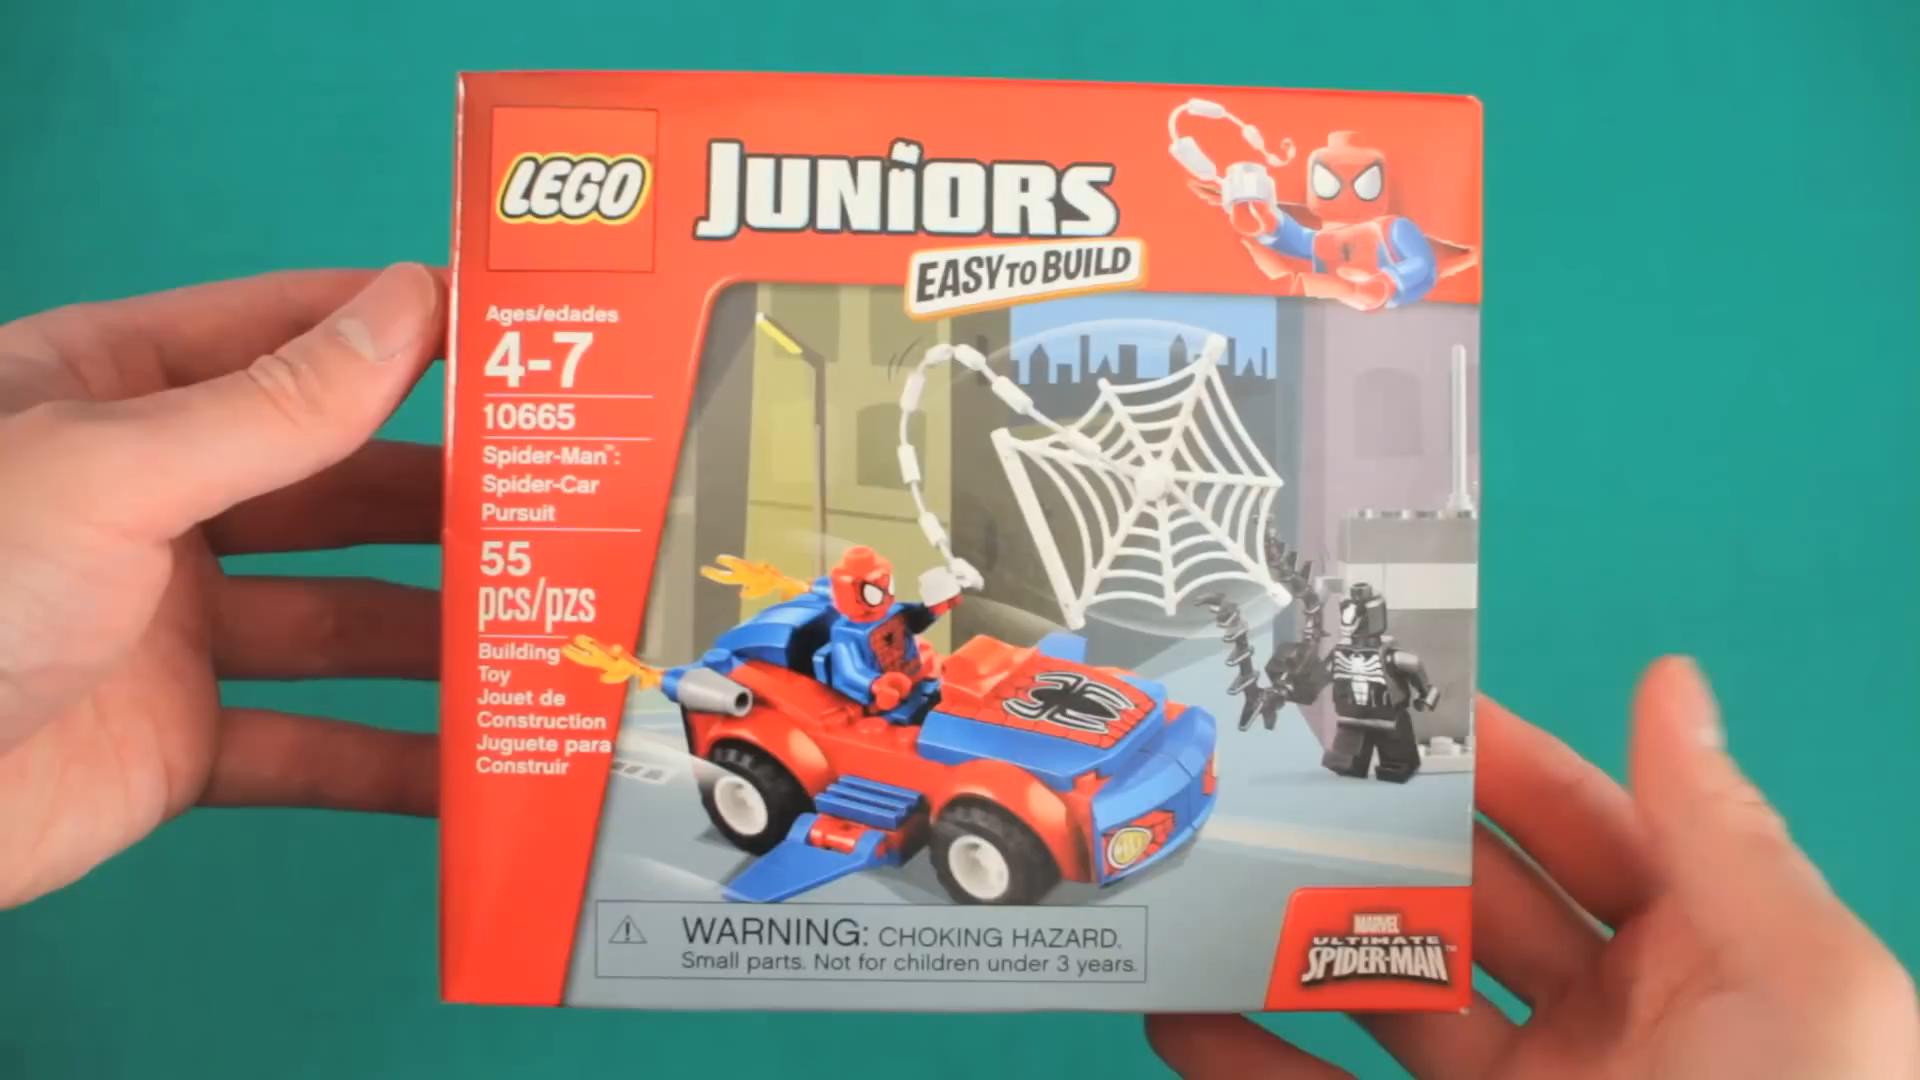 LEGO
JUNIORS
EASY TO BUILD
Ages/edades
4-7
10665
Spider-Man™:
Spider-Car
Pursuit
55
pcs/pzs
Building
Toy
Jouet de
Construction
Juguete para
Construir
WARNING: CHOKING HAZARD.
Small parts. Not for children under 3 years.
MARVEL
ULTIMATE
SPIDER-MAN™